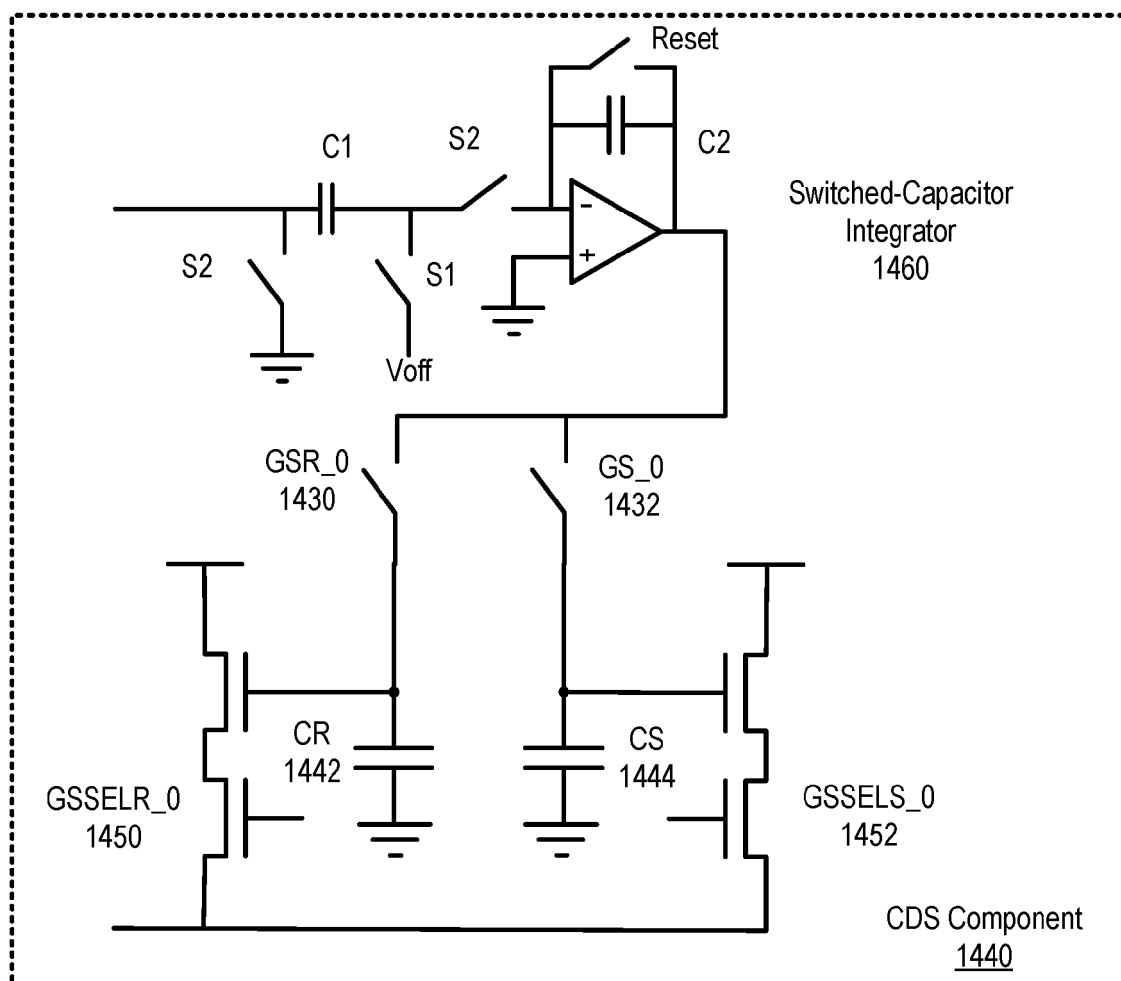 Reset
C1
S2
C2
Switched-Capacitor
Integrator
1460
-
+
S2
S1
Voff
GSR_0
1430
GS_0
1432
CR
1442
CS
1444
GSSELR_0
1450
GSSELS_0
1452
CDS Component
1440